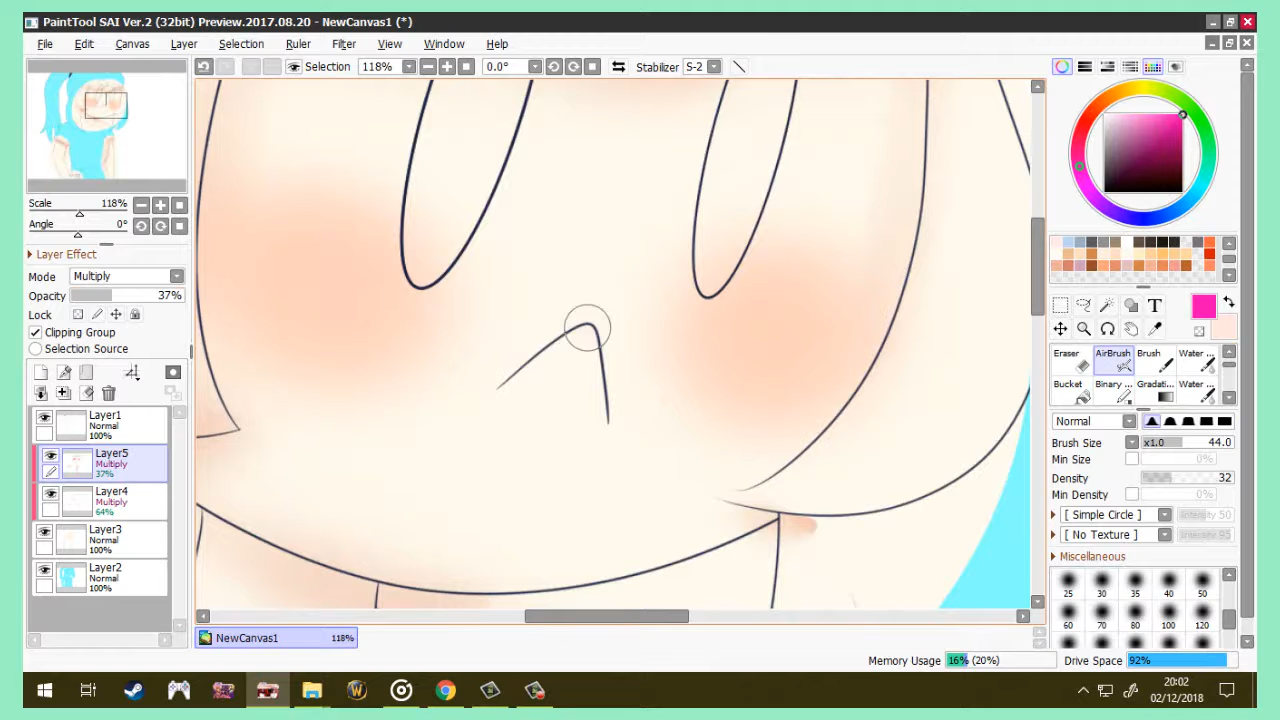 PaintTool SAI Ver.2 (32bit) Preview.2017.08.20 - NewCanvas1 (*)
File Edit Canvas Layer Selection Ruler Filter View Window Help
Selection 118% 0.0° Stabilizer S-2
Scale 118%
Angle 0°
Layer Effect
Mode Multiply
Opacity 37%
Lock
Clipping Group
Selection Source
Layer1
Normal
100%
Layer5
Multiply
37%
Layer4
Multiply
64%
Layer3
Normal
100%
Layer2
Normal
100%
T
Eraser AirBrush Brush Water ...
Bucket Binary ... Gradati... Water ...
Normal
Brush Size x1.0 44.0
Min Size 0%
Density 32
Min Density 0%
[ Simple Circle ] Intensity 50
[ No Texture ] Intensity 95
Miscellaneous
25 30 35 40 50
60 70 80 100 120
NewCanvas1 118%
Memory Usage 16% (20%) Drive Space 92%
W
20:02
02/12/2018